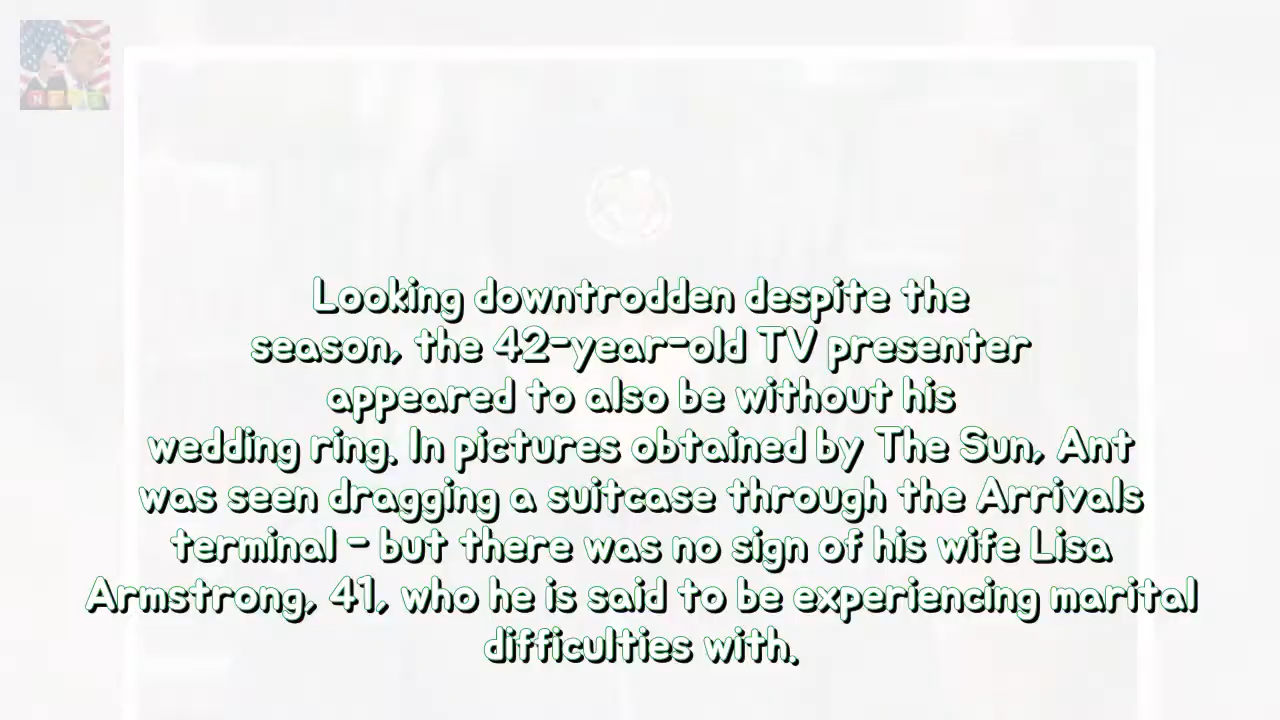 Looking downtrodden despite the
season, the 42-year-old TV presenter
appeared to also be without his
wedding ring. In pictures obtained by The Sun, Ant
was seen dragging a suitcase through the Arrivals
terminal - but there was no sign of his wife Lisa
Armstrong, 41, who he is said to be experiencing marital
difficulties with.